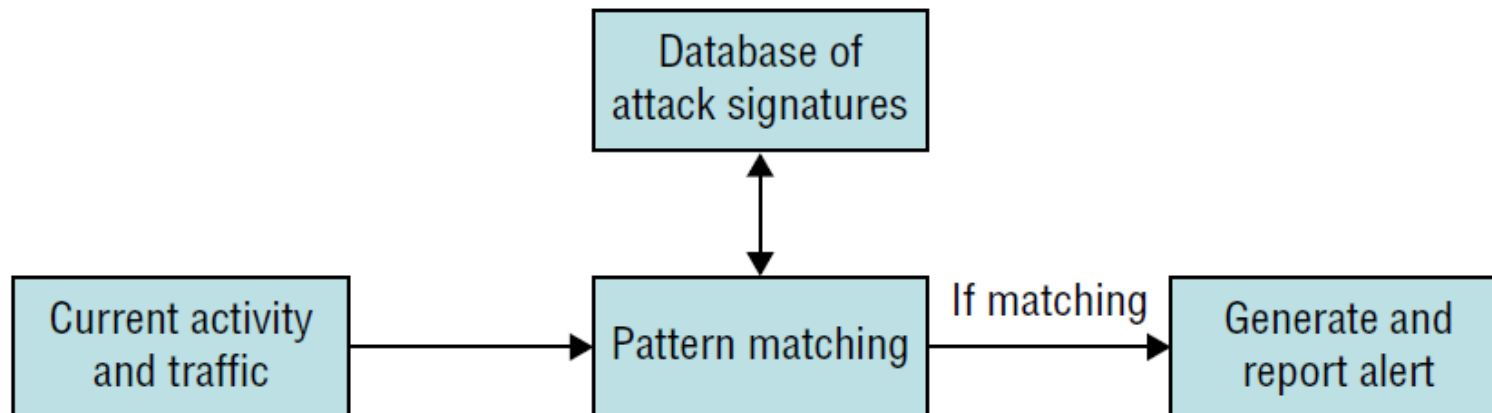 Database of
attack signatures
Current activity
and traffic
Pattern matching
If matching
Generate and
report alert